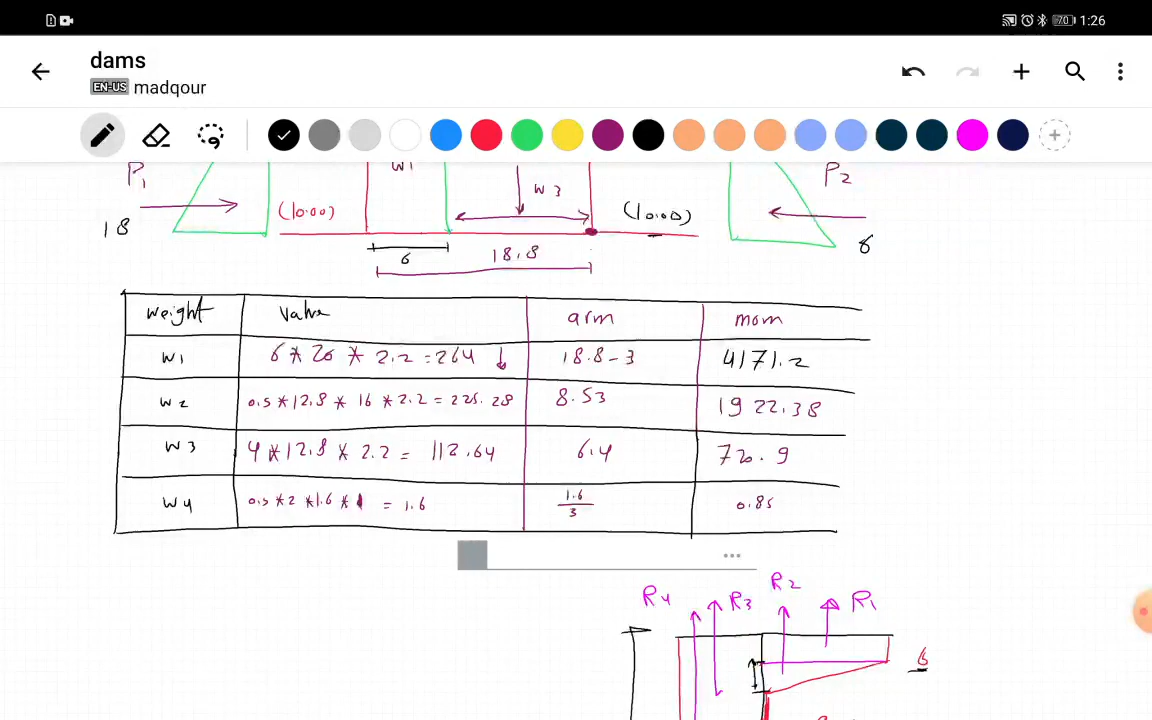 70 1:26
dams
EN-US madqour
P1
W1
W3
P2
18
(10.00)
(10.00)
6
6
18.8
weight value arm mom
W1 6*20*2.2=264 ↓ 18.8-3 4171.2
W2 0.5*12.8*16*2.2=225.28 8.53 1922.38
W3 4*12.8*2.2= 112.64 6.4 720.9
W4 0.5*2*1.6*1 = 1.6 1.6/3 0.85
R4 R3 R2 R1